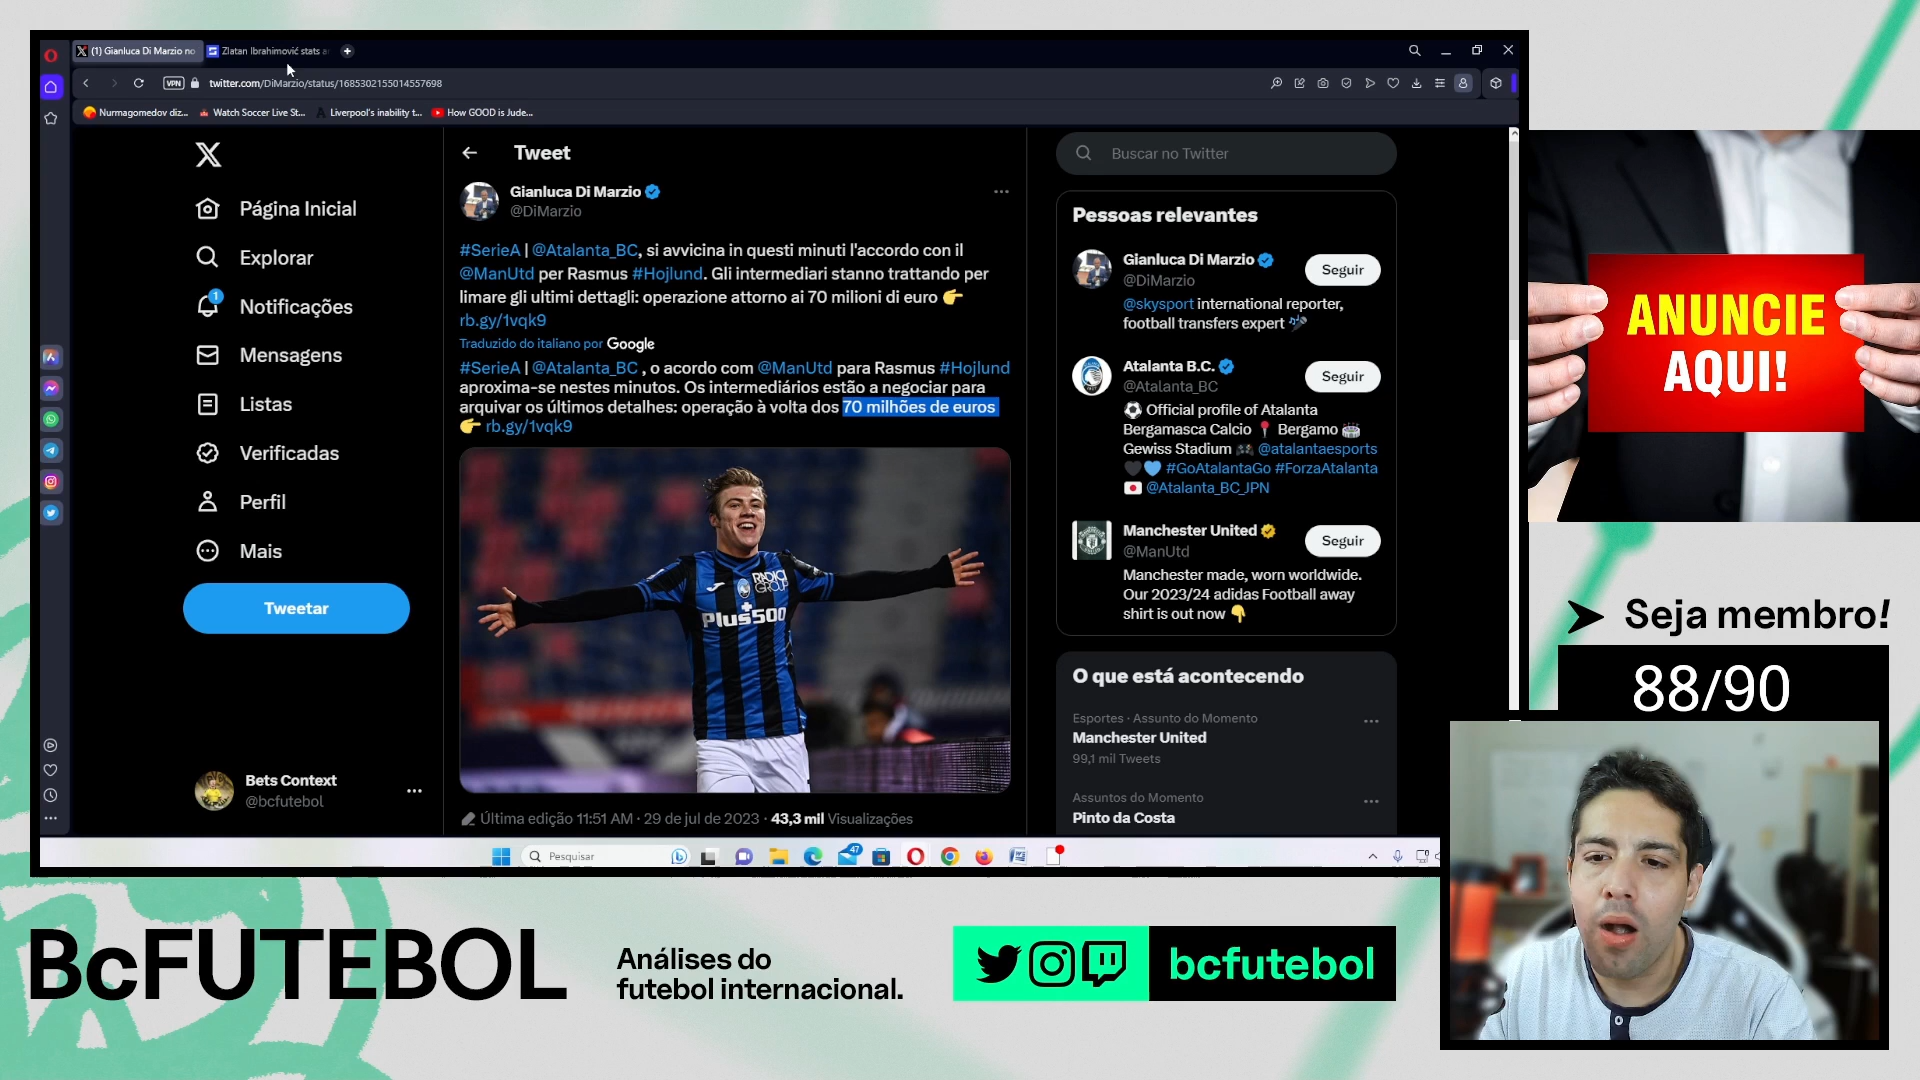 (1) Gianluca Di Marzio no
Zlatan Ibrahimović stats a
VPN
twitter.com/DiMarzio/status/1685302155014557698
Nurmagomedov diz...
Watch Soccer Live St...
Liverpool's inability t...
How GOOD is Jude...
Página Inicial
Explorar
1
Notificações
Mensagens
Listas
Verificadas
Perfil
Mais
Tweetar
Bets Context
@bcfutebol
Tweet
Gianluca Di Marzio
@DiMarzio
#SerieA | @Atalanta_BC, si avvicina in questi minuti l'accordo con il
@ManUtd per Rasmus #Hojlund. Gli intermediari stanno trattando per
limare gli ultimi dettagli: operazione attorno ai 70 milioni di euro 👉
rb.gy/1vqk9
Traduzido do italiano por Google
#SerieA | @Atalanta_BC , o acordo com @ManUtd para Rasmus #Hojlund
aproxima-se nestes minutos. Os intermediários estão a negociar para
arquivar os últimos detalhes: operação à volta dos 70 milhões de euros
👉 rb.gy/1vqk9
RADICI
GROUP
Plus500
Última edição 11:51 AM · 29 de jul de 2023 · 43,3 mil Visualizações
Buscar no Twitter
Pessoas relevantes
Gianluca Di Marzio
@DiMarzio
Seguir
@skysport international reporter,
football transfers expert 🎤
Atalanta B.C.
@Atalanta_BC
Seguir
⚽ Official profile of Atalanta
Bergamasca Calcio 📍 Bergamo 🏟
Gewiss Stadium 🎮 @atalantaesports
🖤💙 #GoAtalantaGo #ForzaAtalanta
🇯🇵 @Atalanta_BC_JPN
Manchester United
@ManUtd
Seguir
Manchester made, worn worldwide.
Our 2023/24 adidas Football away
shirt is out now 👇
O que está acontecendo
Esportes · Assunto do Momento
Manchester United
99,1 mil Tweets
Assuntos do Momento
Pinto da Costa
Pesquisar
47
ANUNCIE
AQUI!
Seja membro!
88/90
BcFUTEBOL
Análises do
futebol internacional.
bcfutebol